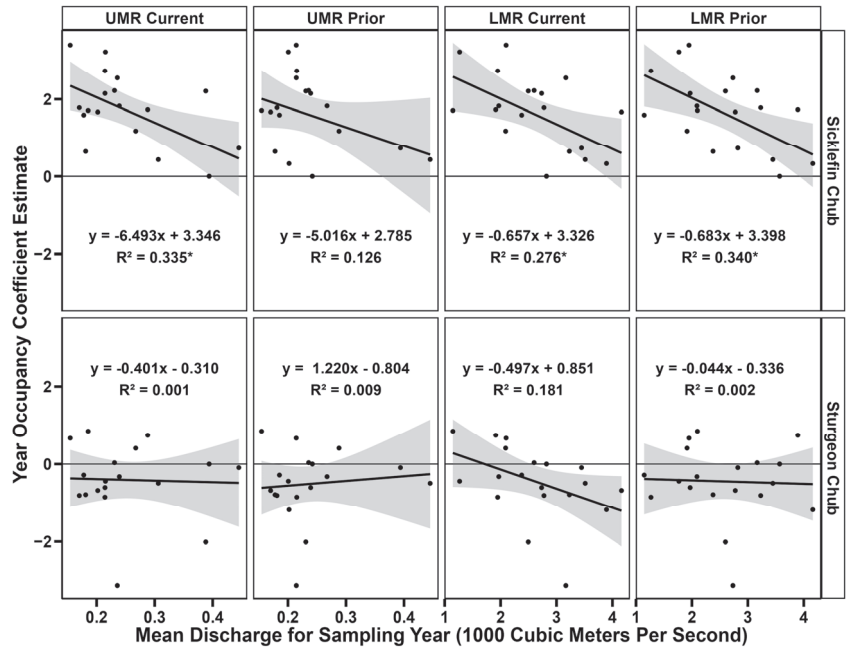 UMR Current UMR Prior LMR Current LMR Prior
Year Occupancy Coefficient Estimate
2
0
−2
y = -6.493x + 3.346
R² = 0.335*
y = -5.016x + 2.785
R² = 0.126
y = -0.657x + 3.326
R² = 0.276*
y = -0.683x + 3.398
R² = 0.340*
Sicklefin Chub
2
0
−2
y = -0.401x - 0.310
R² = 0.001
y = 1.220x - 0.804
R² = 0.009
y = -0.497x + 0.851
R² = 0.181
y = -0.044x - 0.336
R² = 0.002
Sturgeon Chub
0.2 0.3 0.4 0.2 0.3 0.4 1 2 3 4 1 2 3 4
Mean Discharge for Sampling Year (1000 Cubic Meters Per Second)